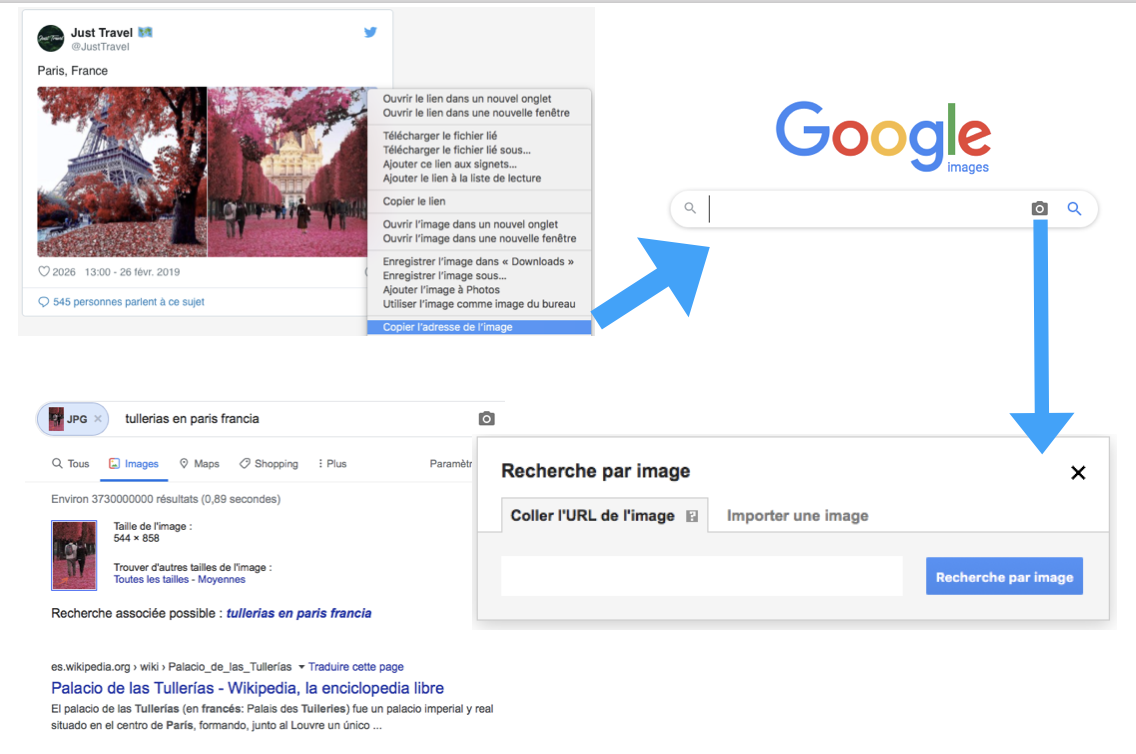 Just Travel
@JustTravel
Paris, France
Ouvrir le lien dans un nouvel onglet
Ouvrir le lien dans une nouvelle fenêtre
Télécharger le fichier lié
Télécharger le fichier lié sous...
Ajouter ce lien aux signets...
Ajouter le lien à la liste de lecture
Copier le lien
Ouvrir l'image dans un nouvel onglet
Ouvrir l'image dans une nouvelle fenêtre
Enregistrer l'image dans « Downloads »
Enregistrer l'image sous...
Ajouter l'image à Photos
Utiliser l'image comme image du bureau
Copier l'adresse de l'image
2026 13:00 - 26 févr. 2019
545 personnes parlent à ce sujet
Google
images
JPG × tullerias en paris francia
Tous Images Maps Shopping Plus Paramètr
Environ 3730000000 résultats (0,89 secondes)
Taille de l'image :
544 × 858
Trouver d'autres tailles de l'image :
Toutes les tailles - Moyennes
Recherche associée possible : tullerias en paris francia
es.wikipedia.org › wiki › Palacio_de_las_Tullerías ▾ Traduire cette page
Palacio de las Tullerías - Wikipedia, la enciclopedia libre
El palacio de las Tullerías (en francés: Palais des Tuileries) fue un palacio imperial y real
situado en el centro de París, formando, junto al Louvre un único ...
Recherche par image
Coller l'URL de l'image ? Importer une image
Recherche par image